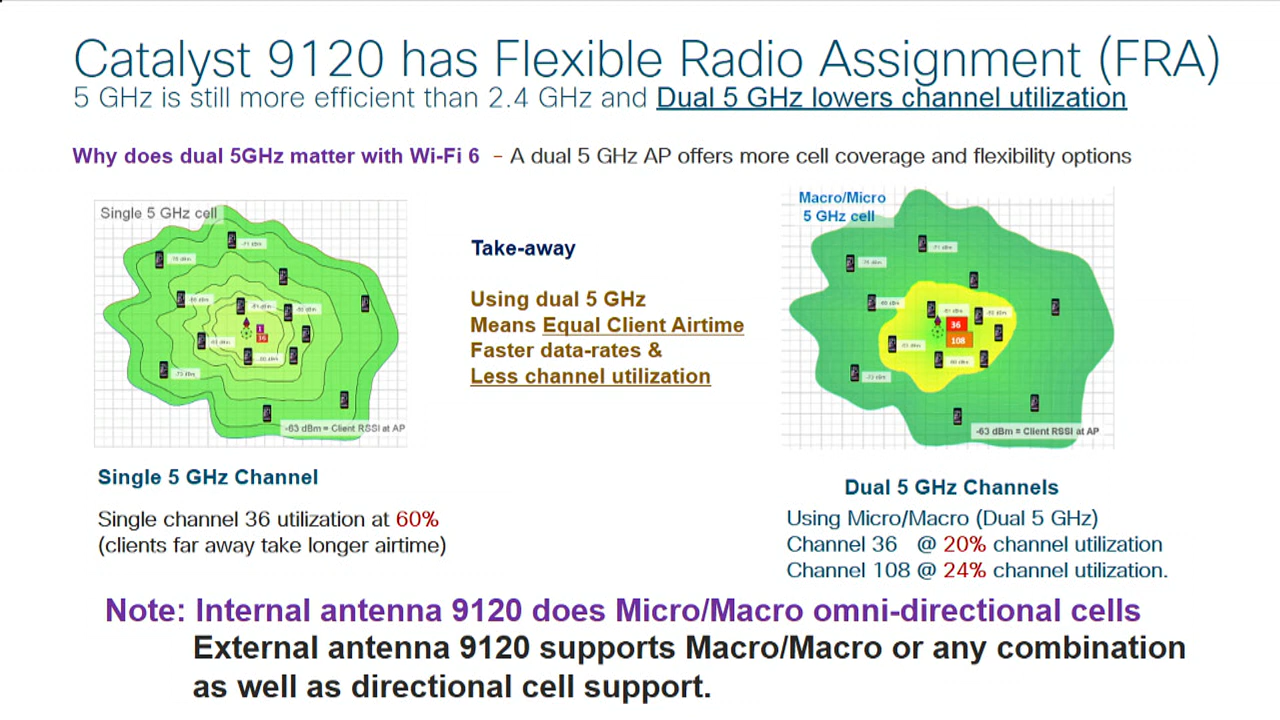 Catalyst 9120 has Flexible Radio Assignment (FRA)
5 GHz is still more efficient than 2.4 GHz and Dual 5 GHz lowers channel utilization
Why does dual 5GHz matter with Wi-Fi 6 - A dual 5 GHz AP offers more cell coverage and flexibility options
Single 5 GHz cell
1
36
-63 dBm = Client RSSI at AP
Single 5 GHz Channel
Single channel 36 utilization at 60%
(clients far away take longer airtime)
Take-away
Using dual 5 GHz
Means Equal Client Airtime
Faster data-rates &
Less channel utilization
Macro/Micro
5 GHz cell
36
108
-63 dBm = Client RSSI at AP
Dual 5 GHz Channels
Using Micro/Macro (Dual 5 GHz)
Channel 36 @ 20% channel utilization
Channel 108 @ 24% channel utilization.
Note: Internal antenna 9120 does Micro/Macro omni-directional cells
External antenna 9120 supports Macro/Macro or any combination
as well as directional cell support.